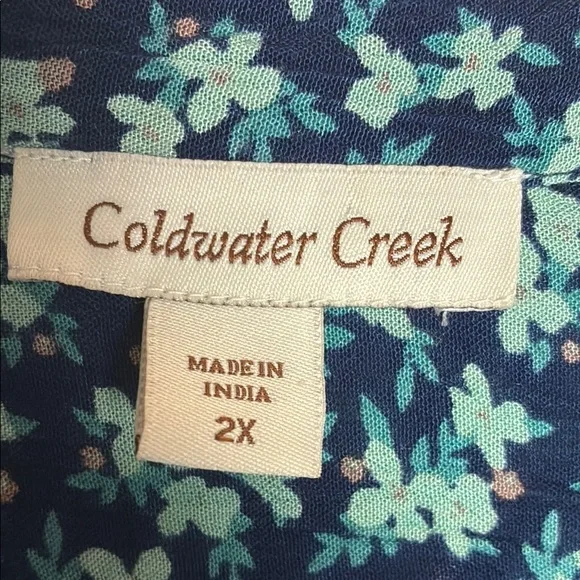 Coldwater Creek
MADE IN
INDIA
2X